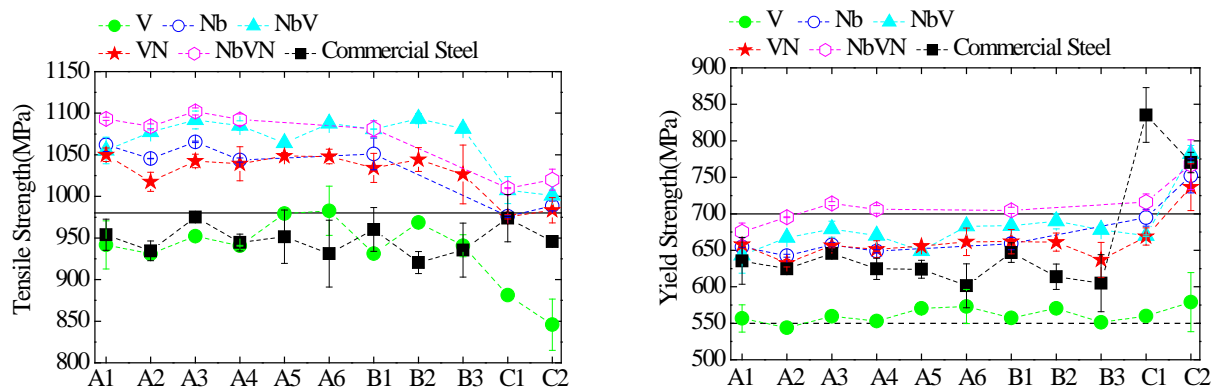 V Nb NbV
VN NbVN Commercial Steel
Tensile Strength(MPa)
1150
1100
1050
1000
950
900
850
800
A1 A2 A3 A4 A5 A6 B1 B2 B3 C1 C2
V Nb NbV
VN NbVN Commercial Steel
Yield Strength(MPa)
900
850
800
750
700
650
600
550
500
A1 A2 A3 A4 A5 A6 B1 B2 B3 C1 C2